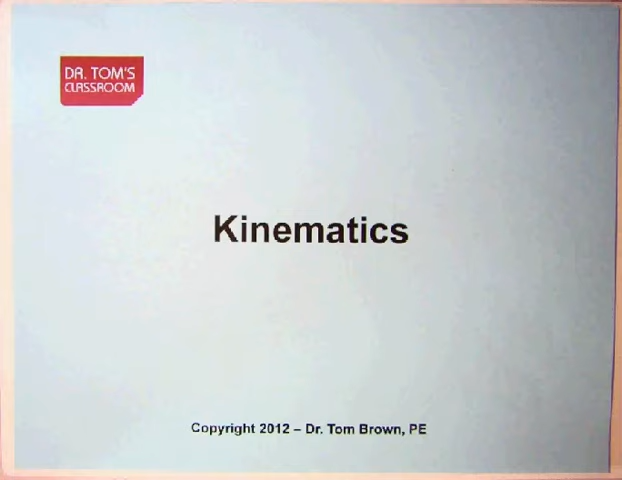 DR. TOM'S
CLASSROOM
Kinematics
Copyright 2012 – Dr. Tom Brown, PE